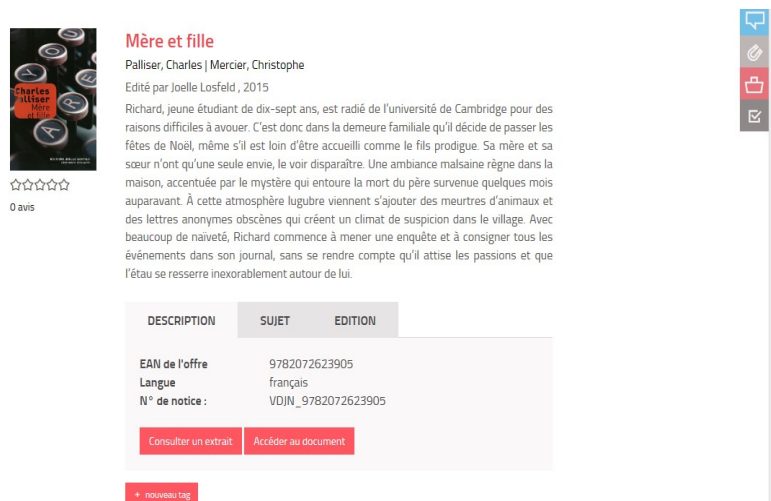 Mère et fille
Palliser, Charles | Mercier, Christophe
Edité par Joelle Losfeld , 2015
Richard, jeune étudiant de dix-sept ans, est radié de l'université de Cambridge pour des
raisons difficiles à avouer. C'est donc dans la demeure familiale qu'il décide de passer les
fêtes de Noël, même s'il est loin d'être accueilli comme le fils prodigue. Sa mère et sa
sœur n'ont qu'une seule envie, le voir disparaître. Une ambiance malsaine règne dans la
maison, accentuée par le mystère qui entoure la mort du père survenue quelques mois
auparavant. À cette atmosphère lugubre viennent s'ajouter des meurtres d'animaux et
des lettres anonymes obscènes qui créent un climat de suspicion dans le village. Avec
beaucoup de naïveté, Richard commence à mener une enquête et à consigner tous les
événements dans son journal, sans se rendre compte qu'il attise les passions et que
l'étau se resserre inexorablement autour de lui.
Charles
Palliser
Mère
et fille
0 avis
DESCRIPTION SUJET EDITION
EAN de l'offre 9782072623905
Langue français
N° de notice : VDJN_9782072623905
Consulter un extrait Accéder au document
+ nouveau tag